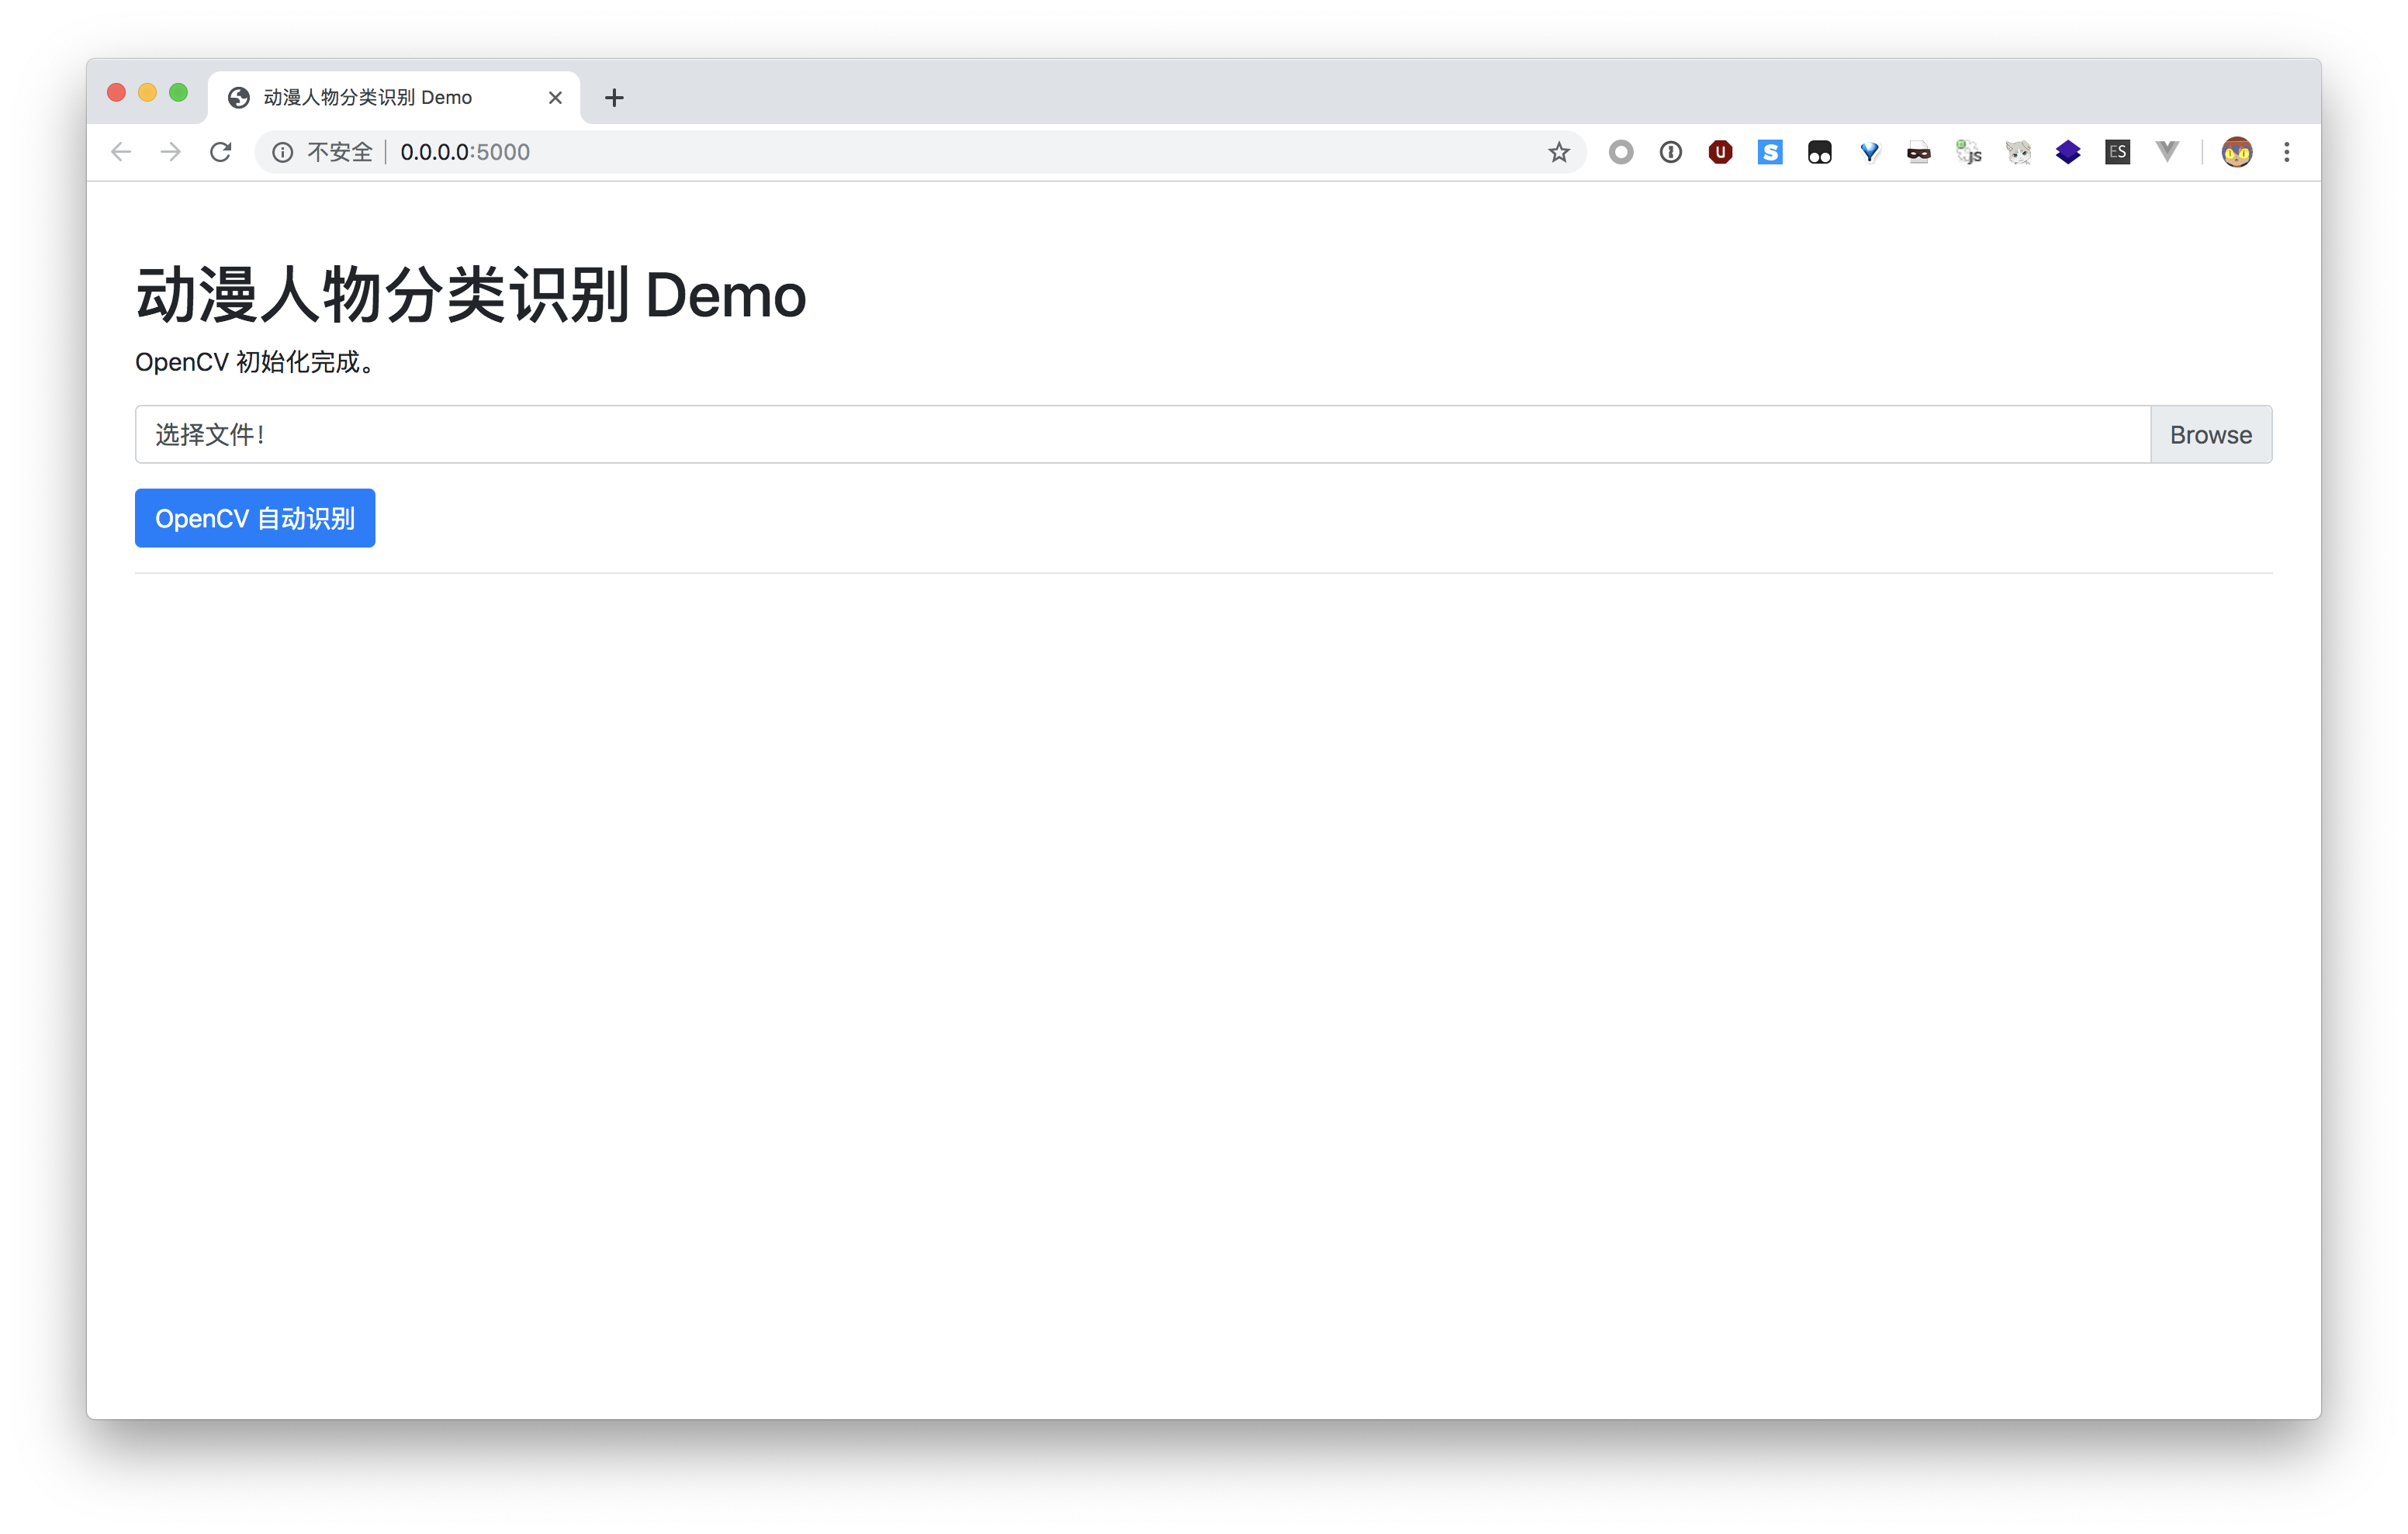 动漫人物分类识别 Demo
不安全 | 0.0.0.0:5000
U
S
js
ES
动漫人物分类识别 Demo
OpenCV 初始化完成。
选择文件!
Browse
OpenCV 自动识别